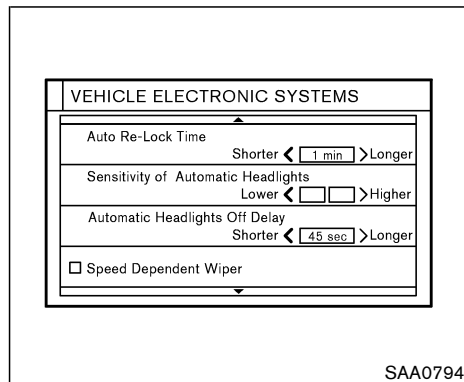 VEHICLE ELECTRONIC SYSTEMS
Auto Re-Lock Time
Shorter 1 min Longer
Sensitivity of Automatic Headlights
Lower Higher
Automatic Headlights Off Delay
Shorter 45 sec Longer
Speed Dependent Wiper
SAA0794